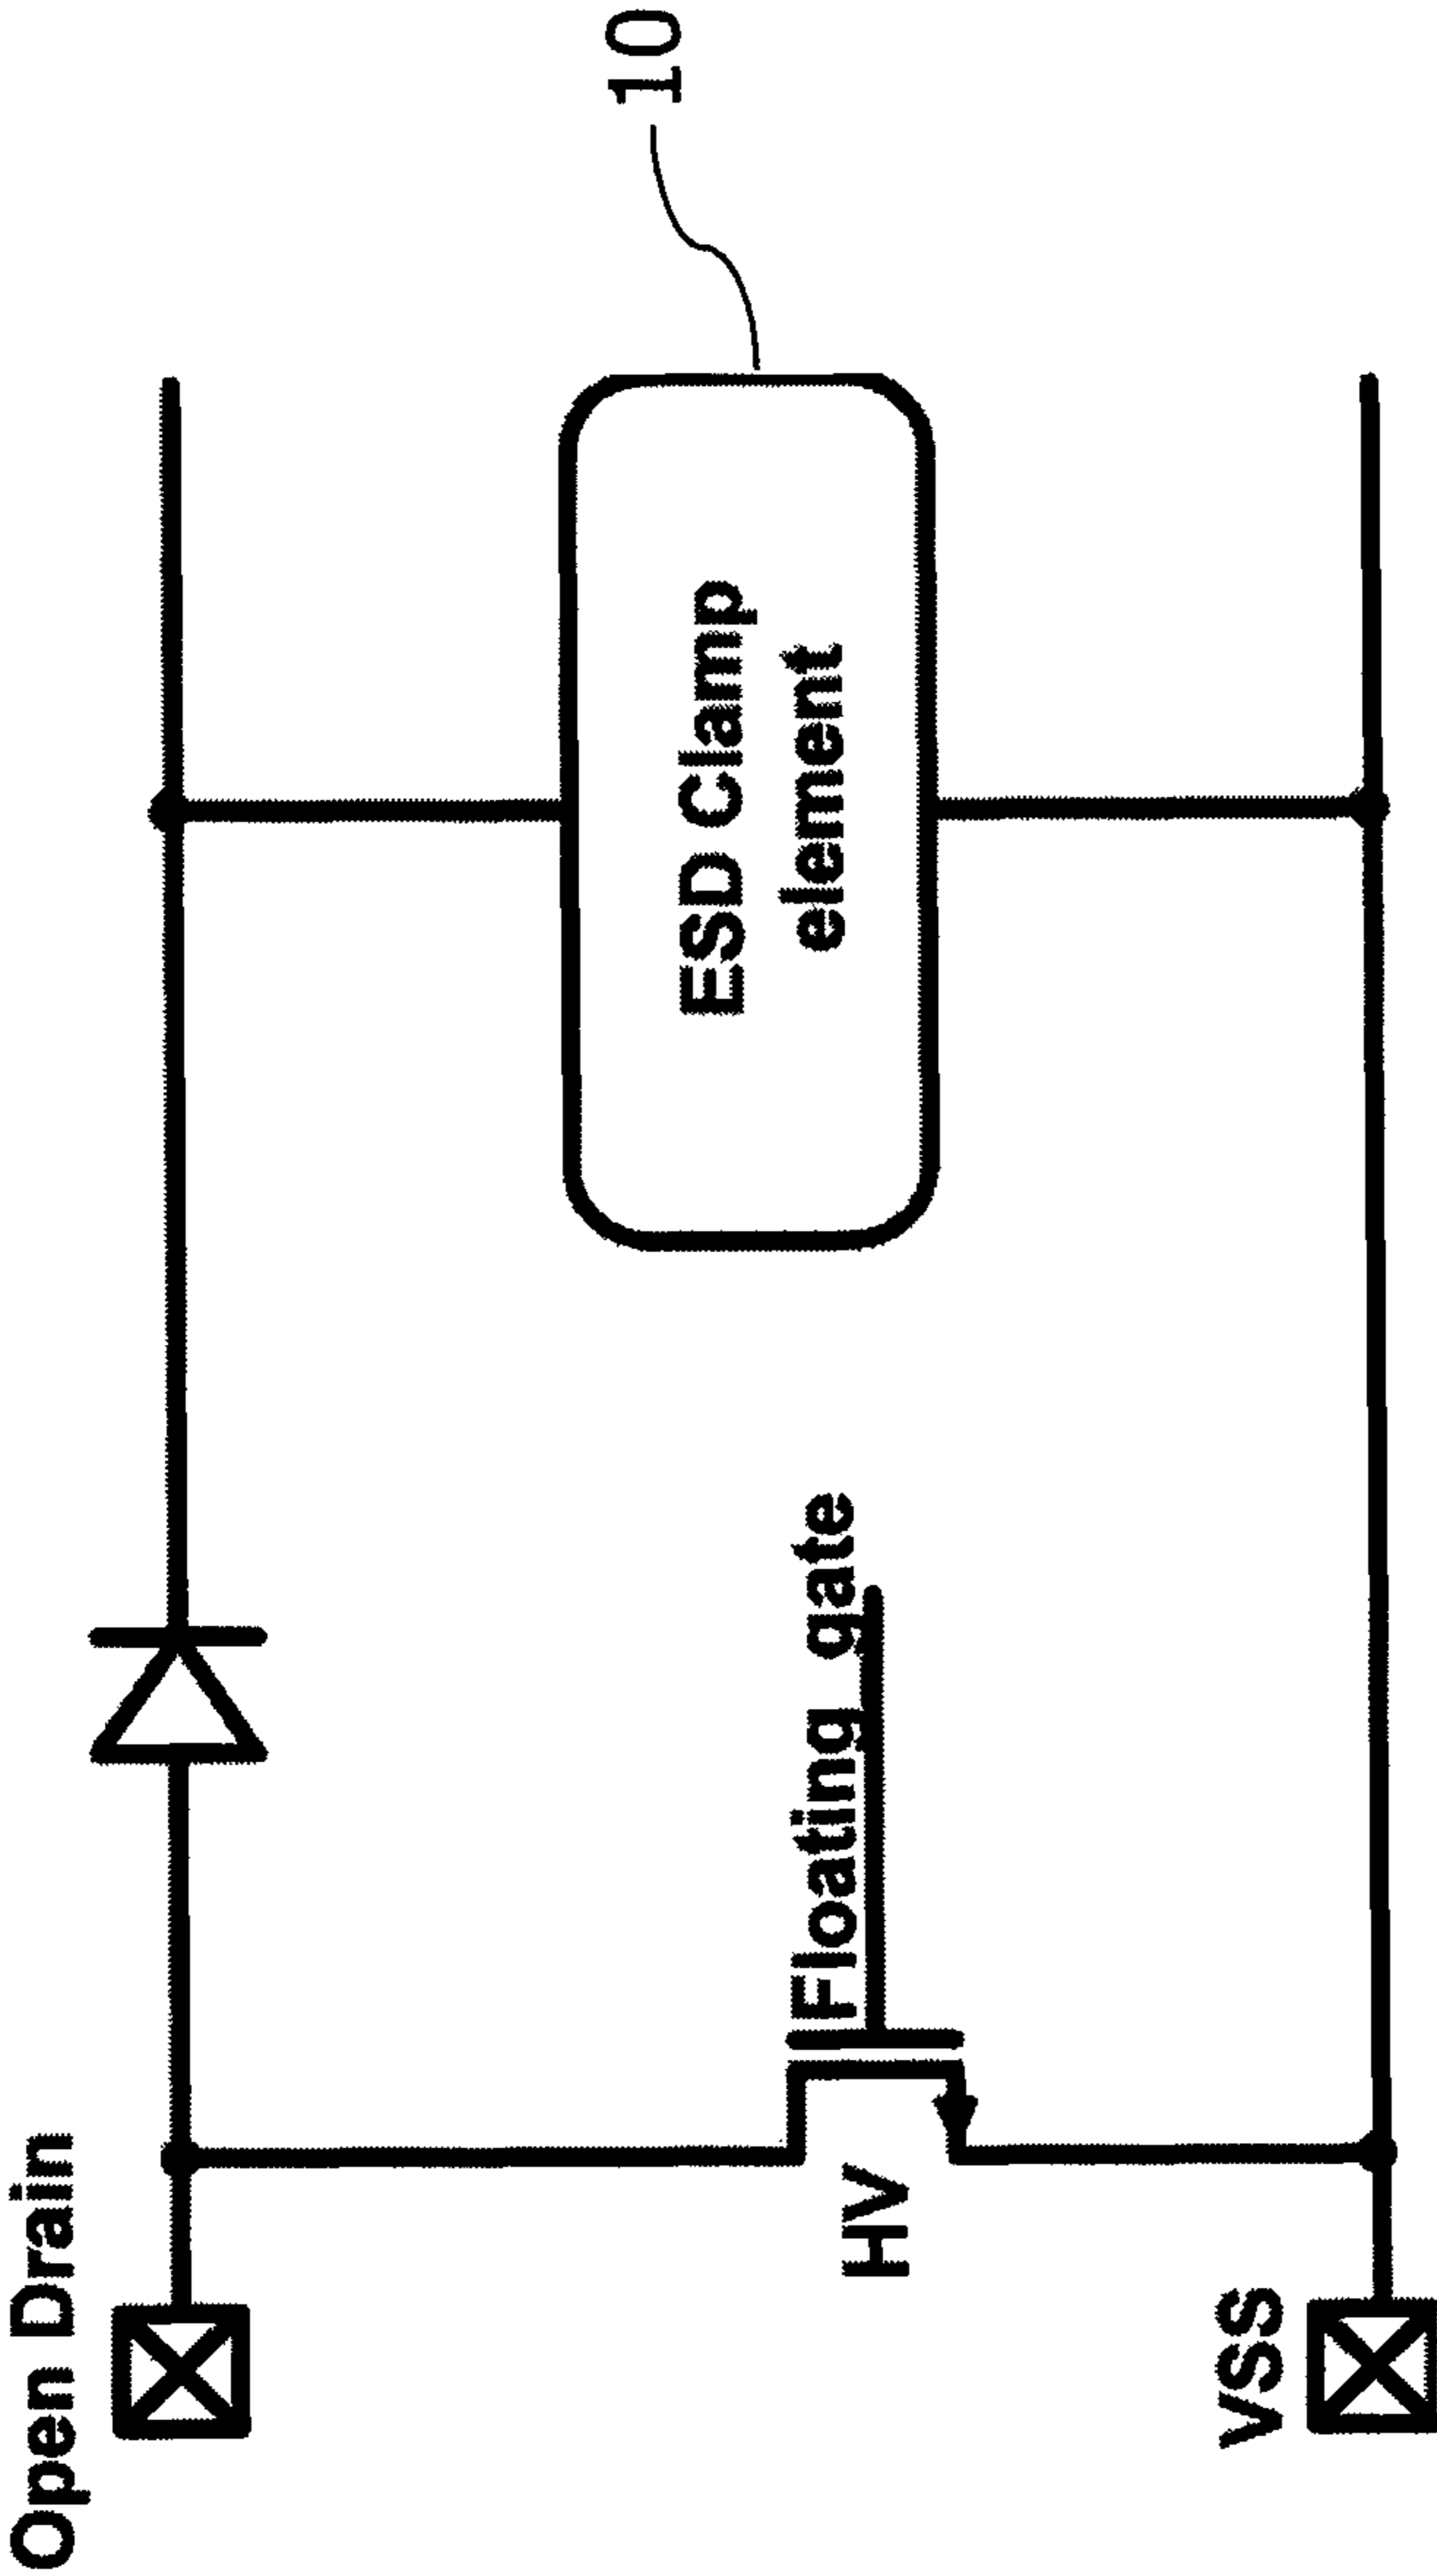 Open Drain
10
ESD Clamp
element
Floating gate
HV
VSS